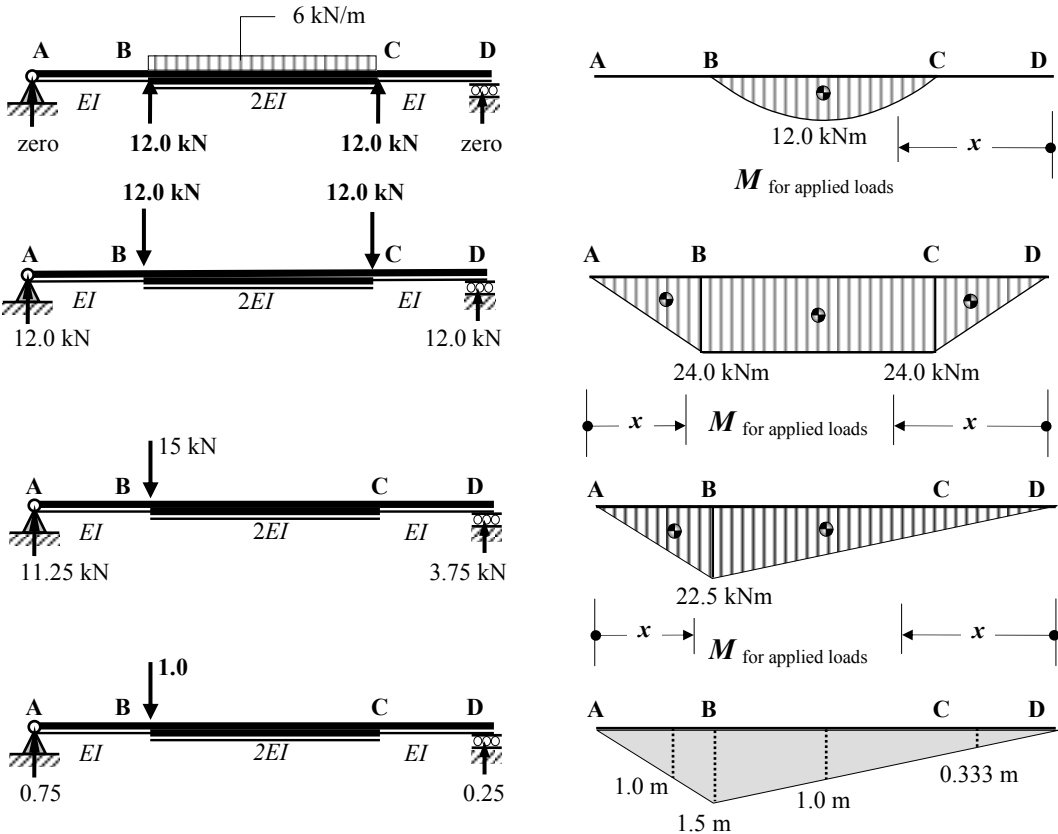 6 kN/m
A B C D
EI 2EI EI
zero 12.0 kN 12.0 kN zero
A B C D
12.0 kNm
x
M for applied loads
12.0 kN 12.0 kN
A B C D
EI 2EI EI
12.0 kN 12.0 kN
A B C D
24.0 kNm 24.0 kNm
x M for applied loads x
15 kN
A B C D
EI 2EI EI
11.25 kN 3.75 kN
A B C D
22.5 kNm
x M for applied loads x
1.0
A B C D
EI 2EI EI
0.75 0.25
A B C D
1.0 m 1.5 m 1.0 m 0.333 m